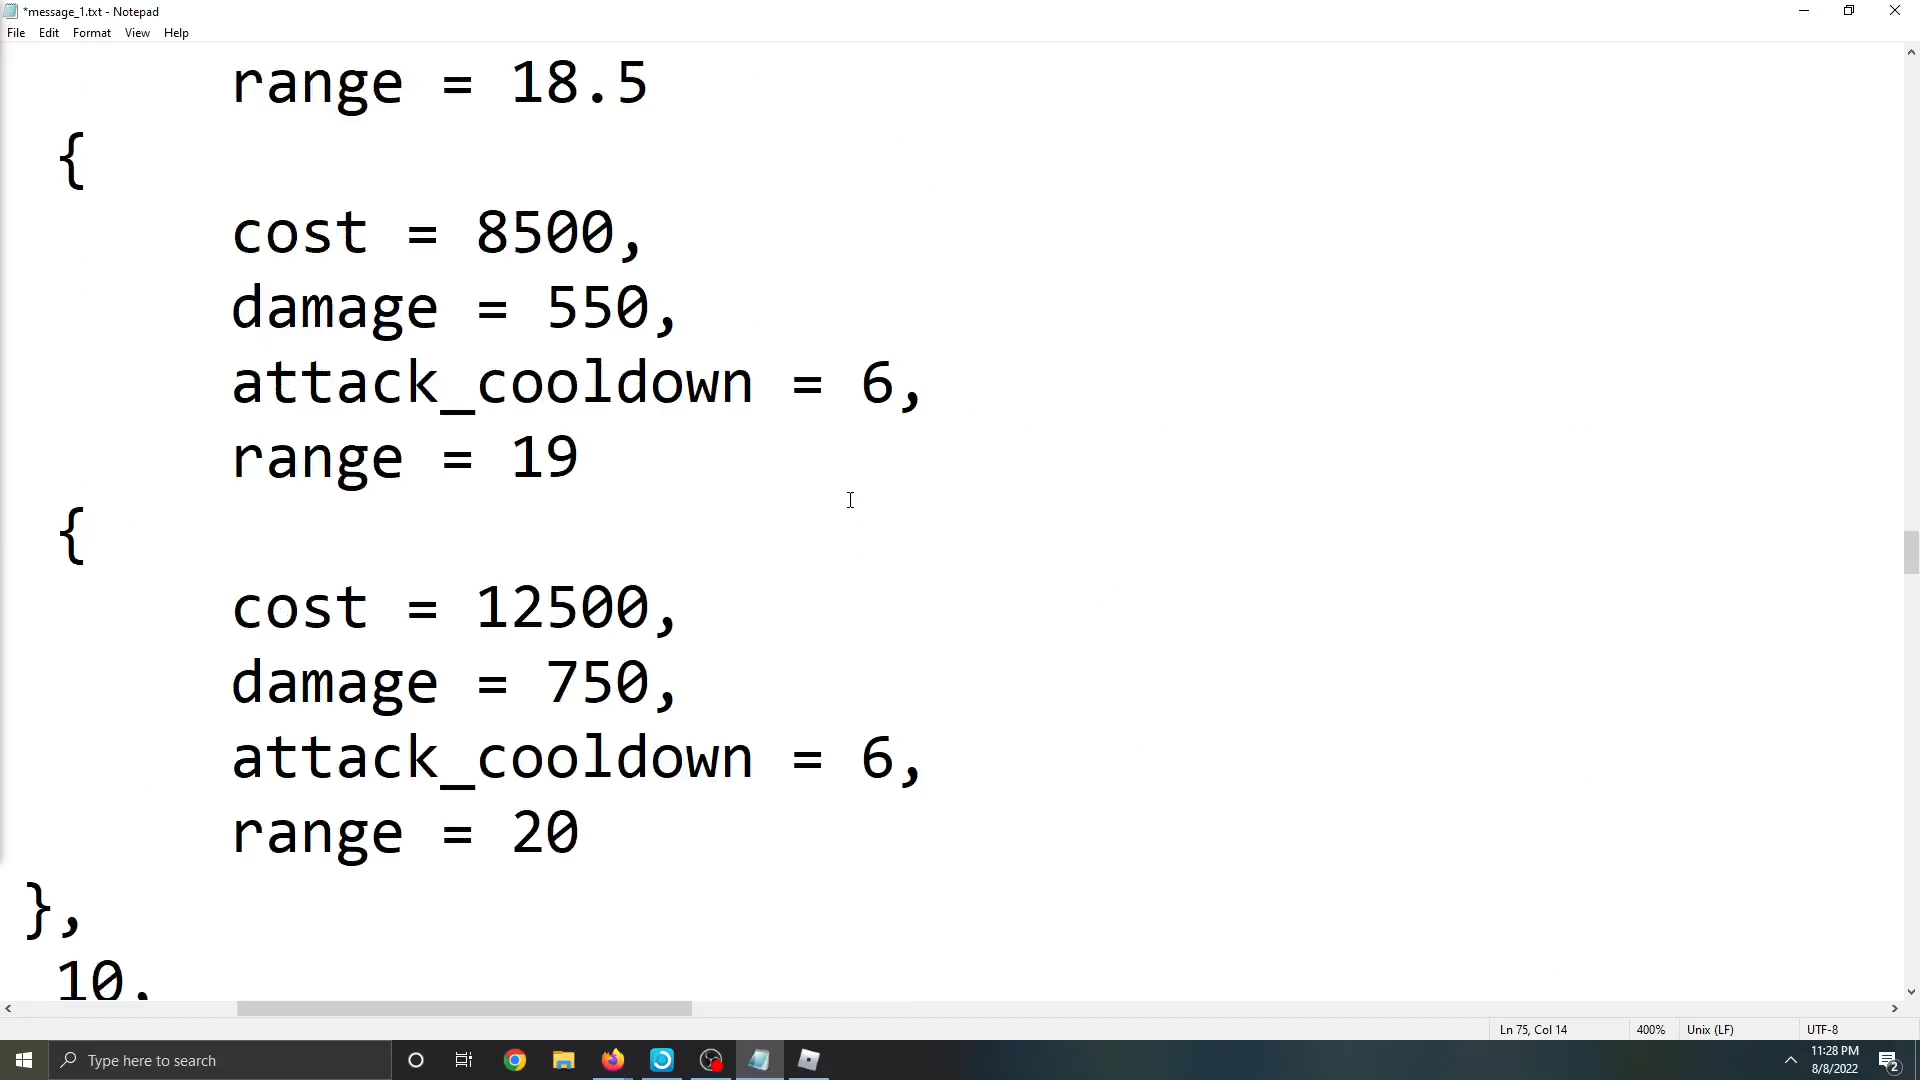 *message_1.txt - Notepad
File Edit Format View Help
range = 18.5
{
cost = 8500,
damage = 550,
attack_cooldown = 6,
range = 19
{
cost = 12500,
damage = 750,
attack_cooldown = 6,
range = 20
},
10,
Ln 75, Col 14 400% Unix (LF) UTF-8
Type here to search
11:28 PM
8/8/2022
2